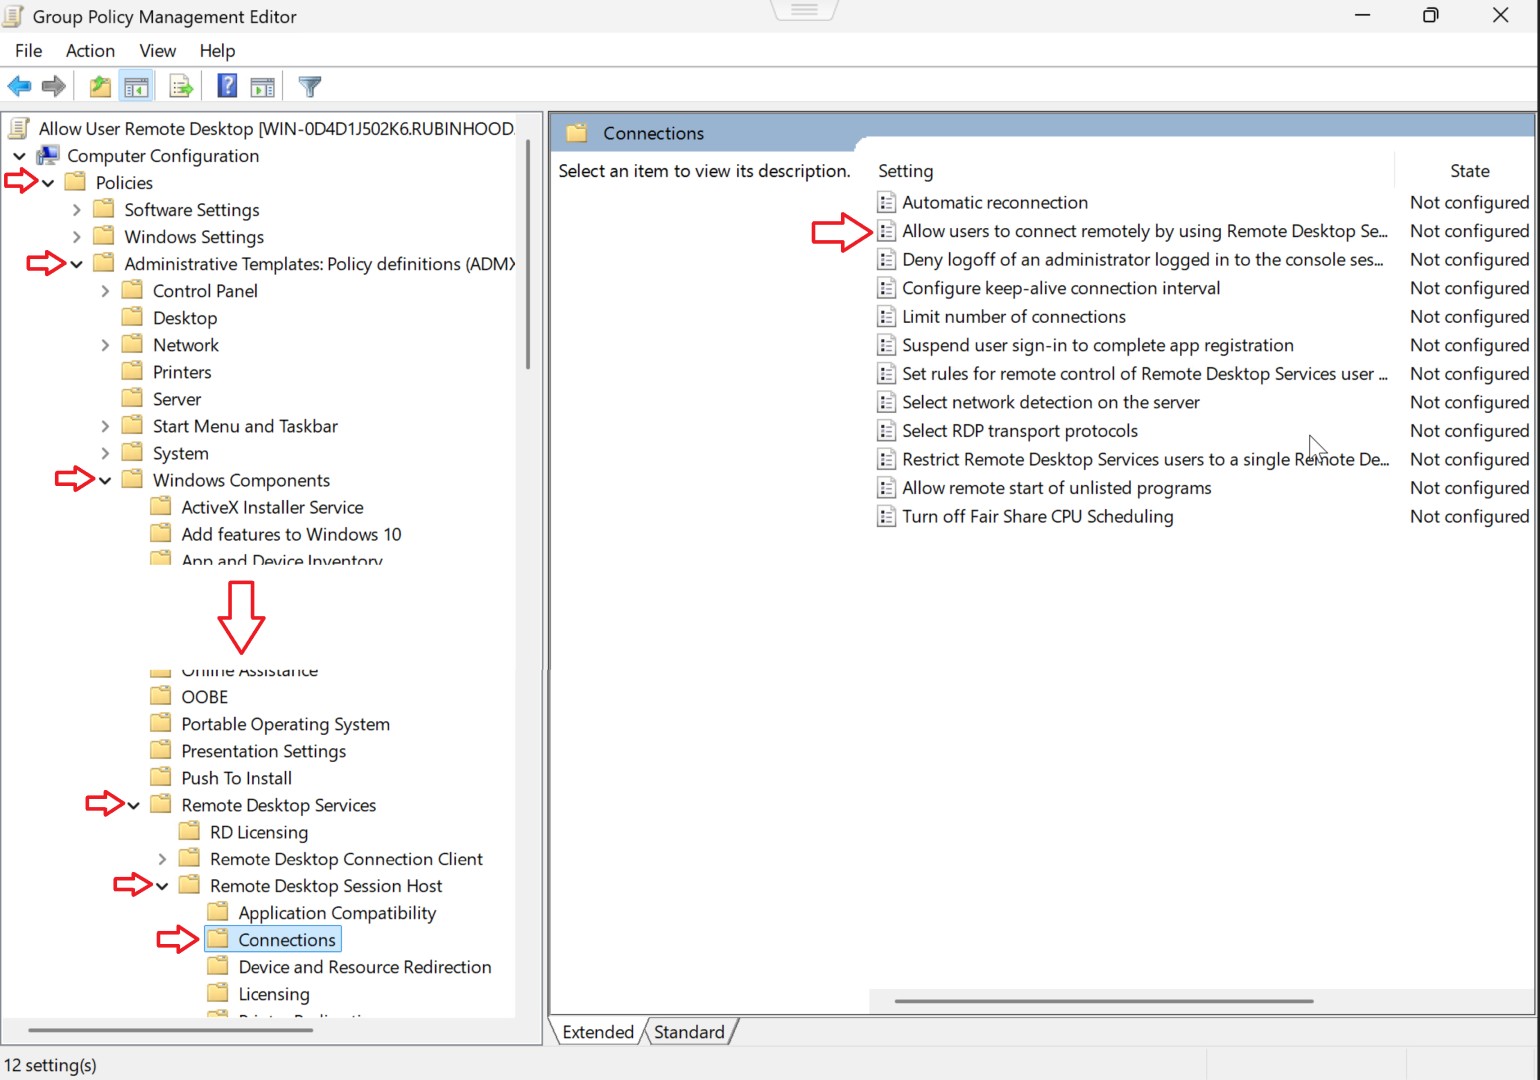 Group Policy Management Editor
File Action View Help
Allow User Remote Desktop [WIN-0D4D1J502K6.RUBINHOOD.
Computer Configuration
Policies
Software Settings
Windows Settings
Administrative Templates: Policy definitions (ADMX
Control Panel
Desktop
Network
Printers
Server
Start Menu and Taskbar
System
Windows Components
ActiveX Installer Service
Add features to Windows 10
App and Device Inventory
Online Assistance
OOBE
Portable Operating System
Presentation Settings
Push To Install
Remote Desktop Services
RD Licensing
Remote Desktop Connection Client
Remote Desktop Session Host
Application Compatibility
Connections
Device and Resource Redirection
Licensing
Connections
Select an item to view its description.
Setting State
Automatic reconnection Not configured
Allow users to connect remotely by using Remote Desktop Se... Not configured
Deny logoff of an administrator logged in to the console ses... Not configured
Configure keep-alive connection interval Not configured
Limit number of connections Not configured
Suspend user sign-in to complete app registration Not configured
Set rules for remote control of Remote Desktop Services user ... Not configured
Select network detection on the server Not configured
Select RDP transport protocols Not configured
Restrict Remote Desktop Services users to a single Remote De... Not configured
Allow remote start of unlisted programs Not configured
Turn off Fair Share CPU Scheduling Not configured
Extended Standard
12 setting(s)